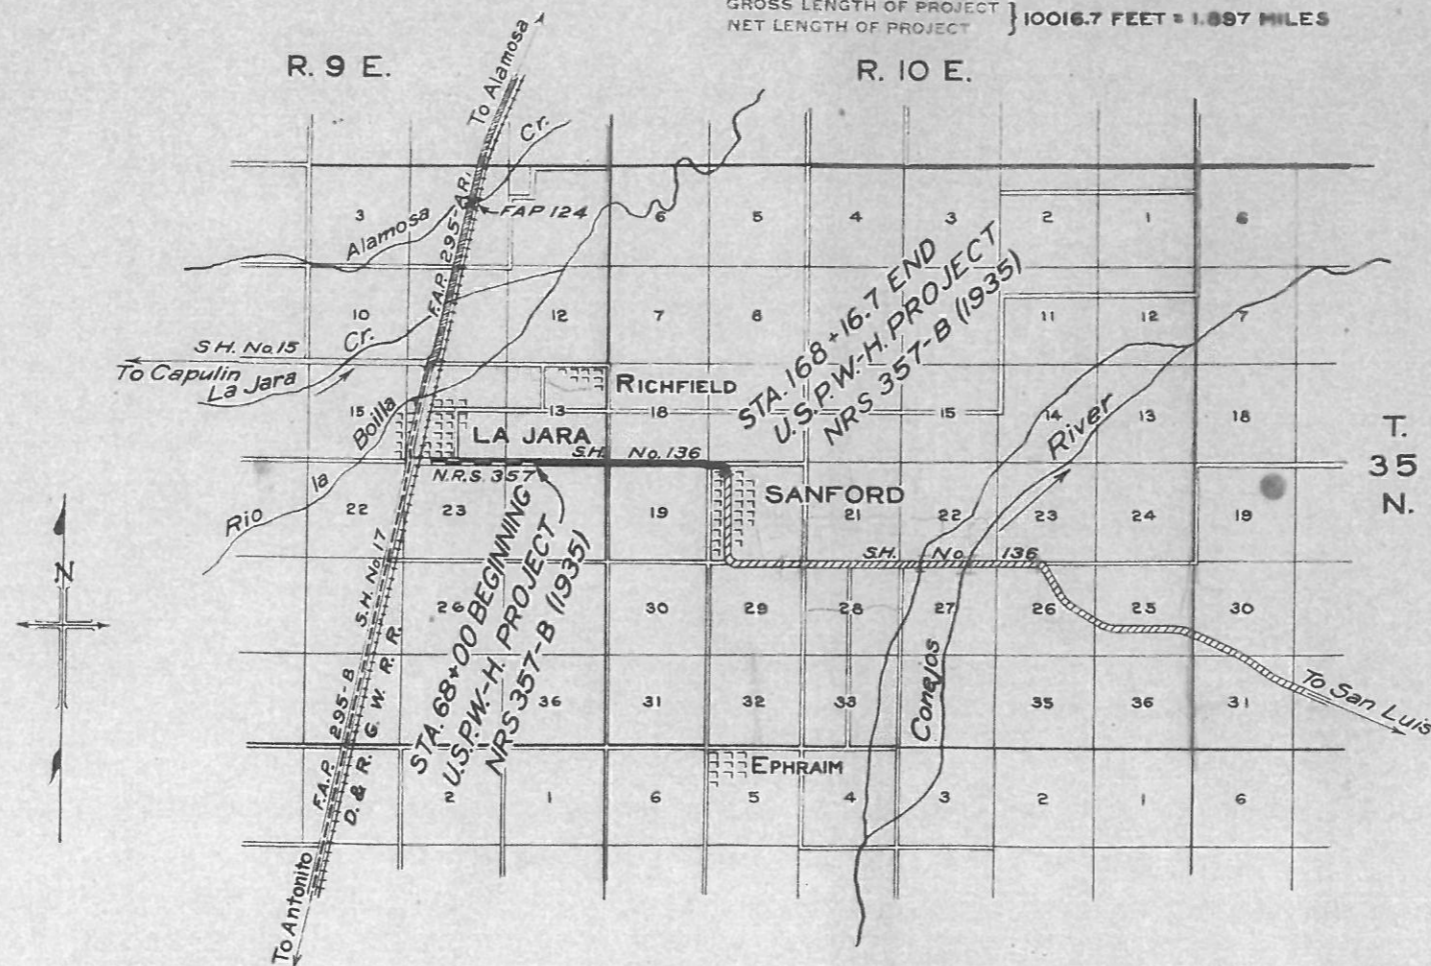 GROSS LENGTH OF PROJECT
NET LENGTH OF PROJECT
} 10016.7 FEET = 1.897 MILES
R. 9 E.
R. 10 E.
To Alamosa
Cr.
F.A.P. 295-AR.
FAP 124
3
Alamosa
6
5
4
3
2
1
6
10
Cr.
12
7
8
11
12
7
STA. 168+16.7 END
U.S.P.W.-H. PROJECT
NRS 357-B (1935)
S.H. No. 15
To Capulin
La Jara
RICHFIELD
15
13
18
15
14
13
18
Rio la Boilla
LA JARA
S.H. No. 136
N.R.S. 357
River
T.
35
N.
SANFORD
22
23
19
21
22
23
24
19
S.H. No. 136
STA. 68+00 BEGINNING
U.S.P.W.-H. PROJECT
NRS 357-B (1935)
N
S.H. No. 17
26
30
29
28
27
26
25
30
F.A.P. 295-B
D. & R. G. W. R. R.
36
31
32
33
Conejos
35
36
31
To San Luis
EPHRAIM
2
1
6
5
4
3
2
1
6
To Antonito